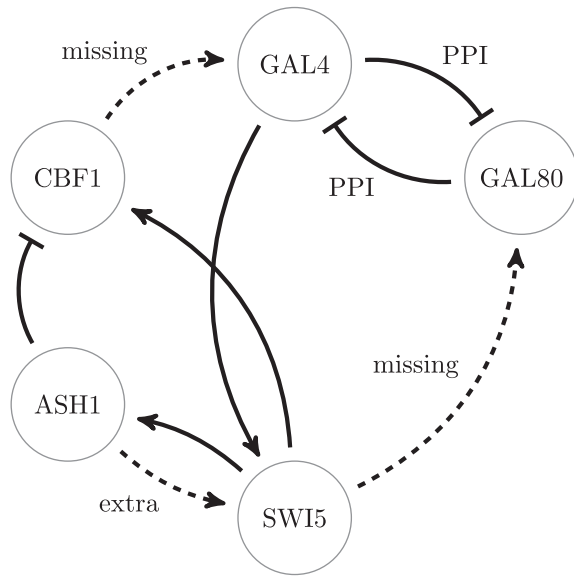 missing
GAL4
PPI
CBF1
PPI
GAL80
missing
ASH1
extra
SWI5